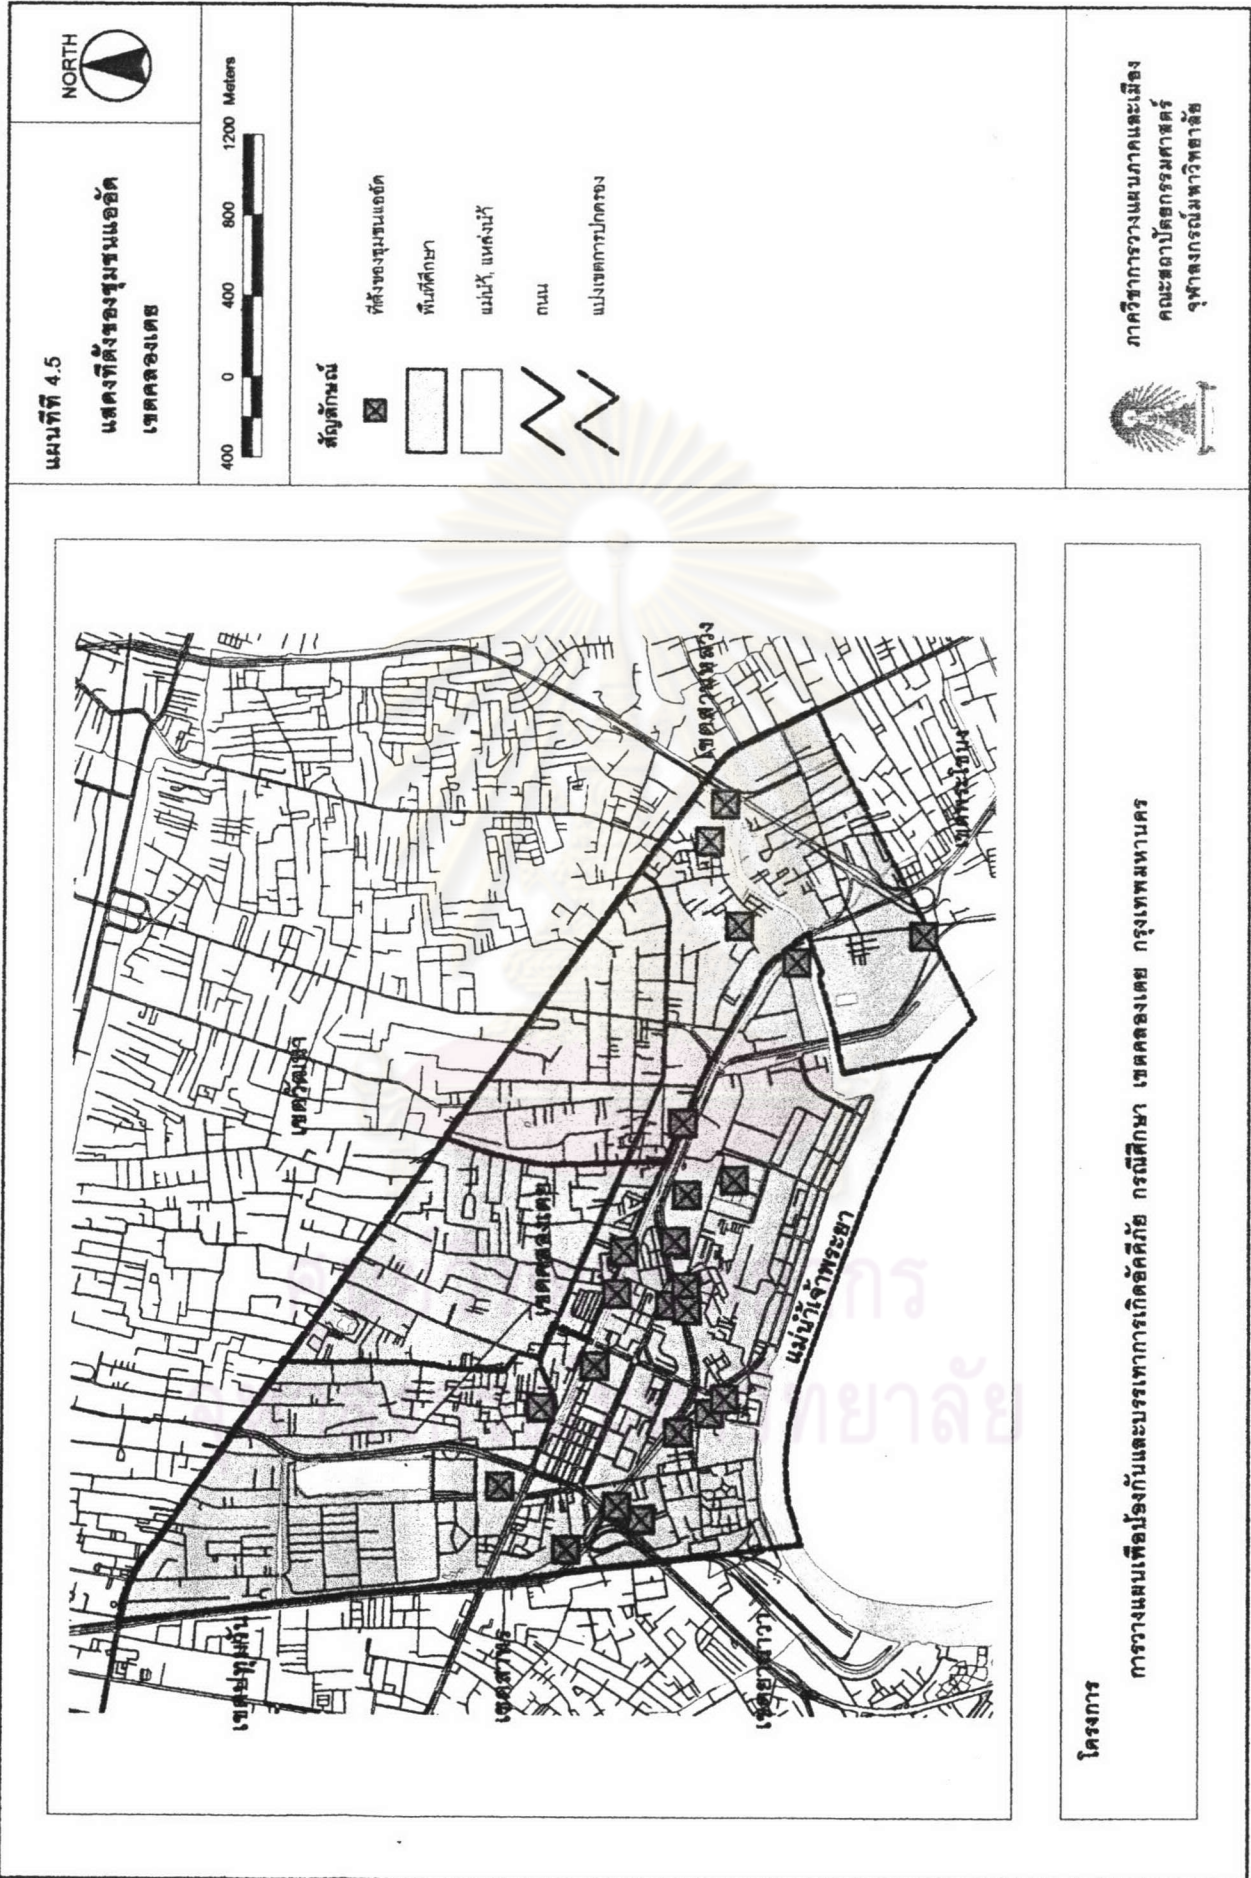 แผนที่ที่ 4.5
แสดงที่ตั้งของชุมชนแออัด
เขตคลองเตย
NORTH
400 0 400 800 1200 Meters
สัญลักษณ์
ที่ตั้งของชุมชนแออัด
พื้นที่ศึกษา
แม่น้ำ, แหล่งน้ำ
ถนน
แบ่งเขตการปกครอง
ภาควิชาการวางแผนภาคและเมือง
คณะสถาปัตยกรรมศาสตร์
จุฬาลงกรณ์มหาวิทยาลัย
เขตปทุมวัน
เขตวัฒนา
เขตสาทร
เขตคลองเตย
เขตสวนหลวง
เขตยานนาวา
แม่น้ำเจ้าพระยา
เขตพระโขนง
โครงการ
การวางแผนเพื่อป้องกันและบรรเทาการเกิดอัคคีภัย กรณีศึกษา เขตคลองเตย กรุงเทพมหานคร